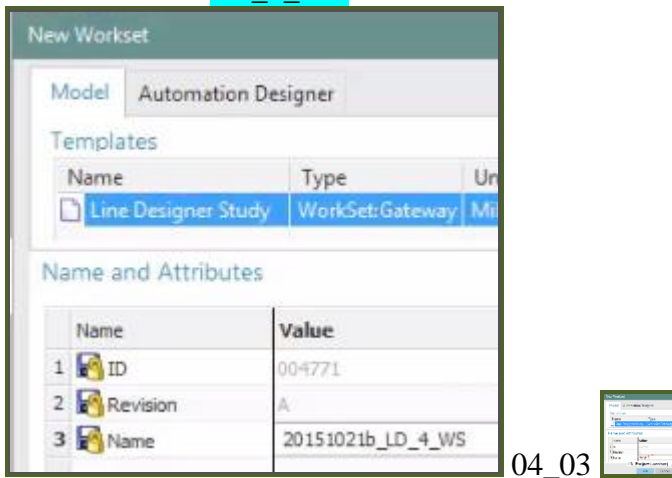 New Workset
Model Automation Designer
Templates
Name Type Un
Line Designer Study WorkSet:Gateway Mi
Name and Attributes
Name Value
1 ID 004771
2 Revision A
3 Name 20151021b_LD_4_WS
04_03